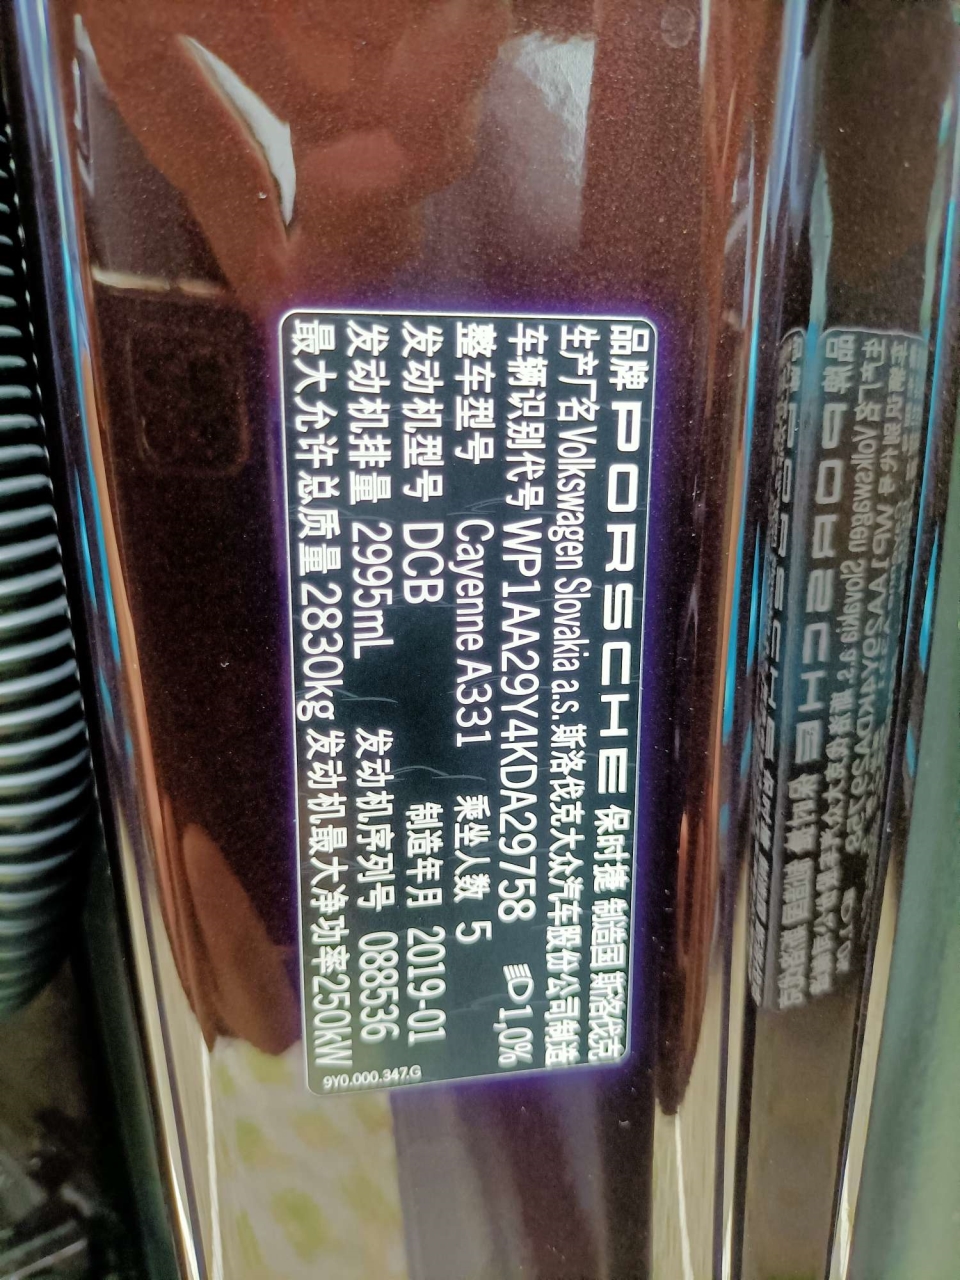 品牌 PORSCHE 保时捷 制造国 斯洛伐克
生产厂名 Volkswagen Slovakia a.s. 斯洛伐克大众汽车股份公司制造
车辆识别代号 WP1AA29Y4KDA29758 1,0%
整车型号 Cayenne A331 乘坐人数 5
发动机型号 DCB 制造年月 2019-01
发动机排量 2995mL 发动机序列号 088536
最大允许总质量 2830kg 发动机最大净功率250KW
9Y0.000.347.G